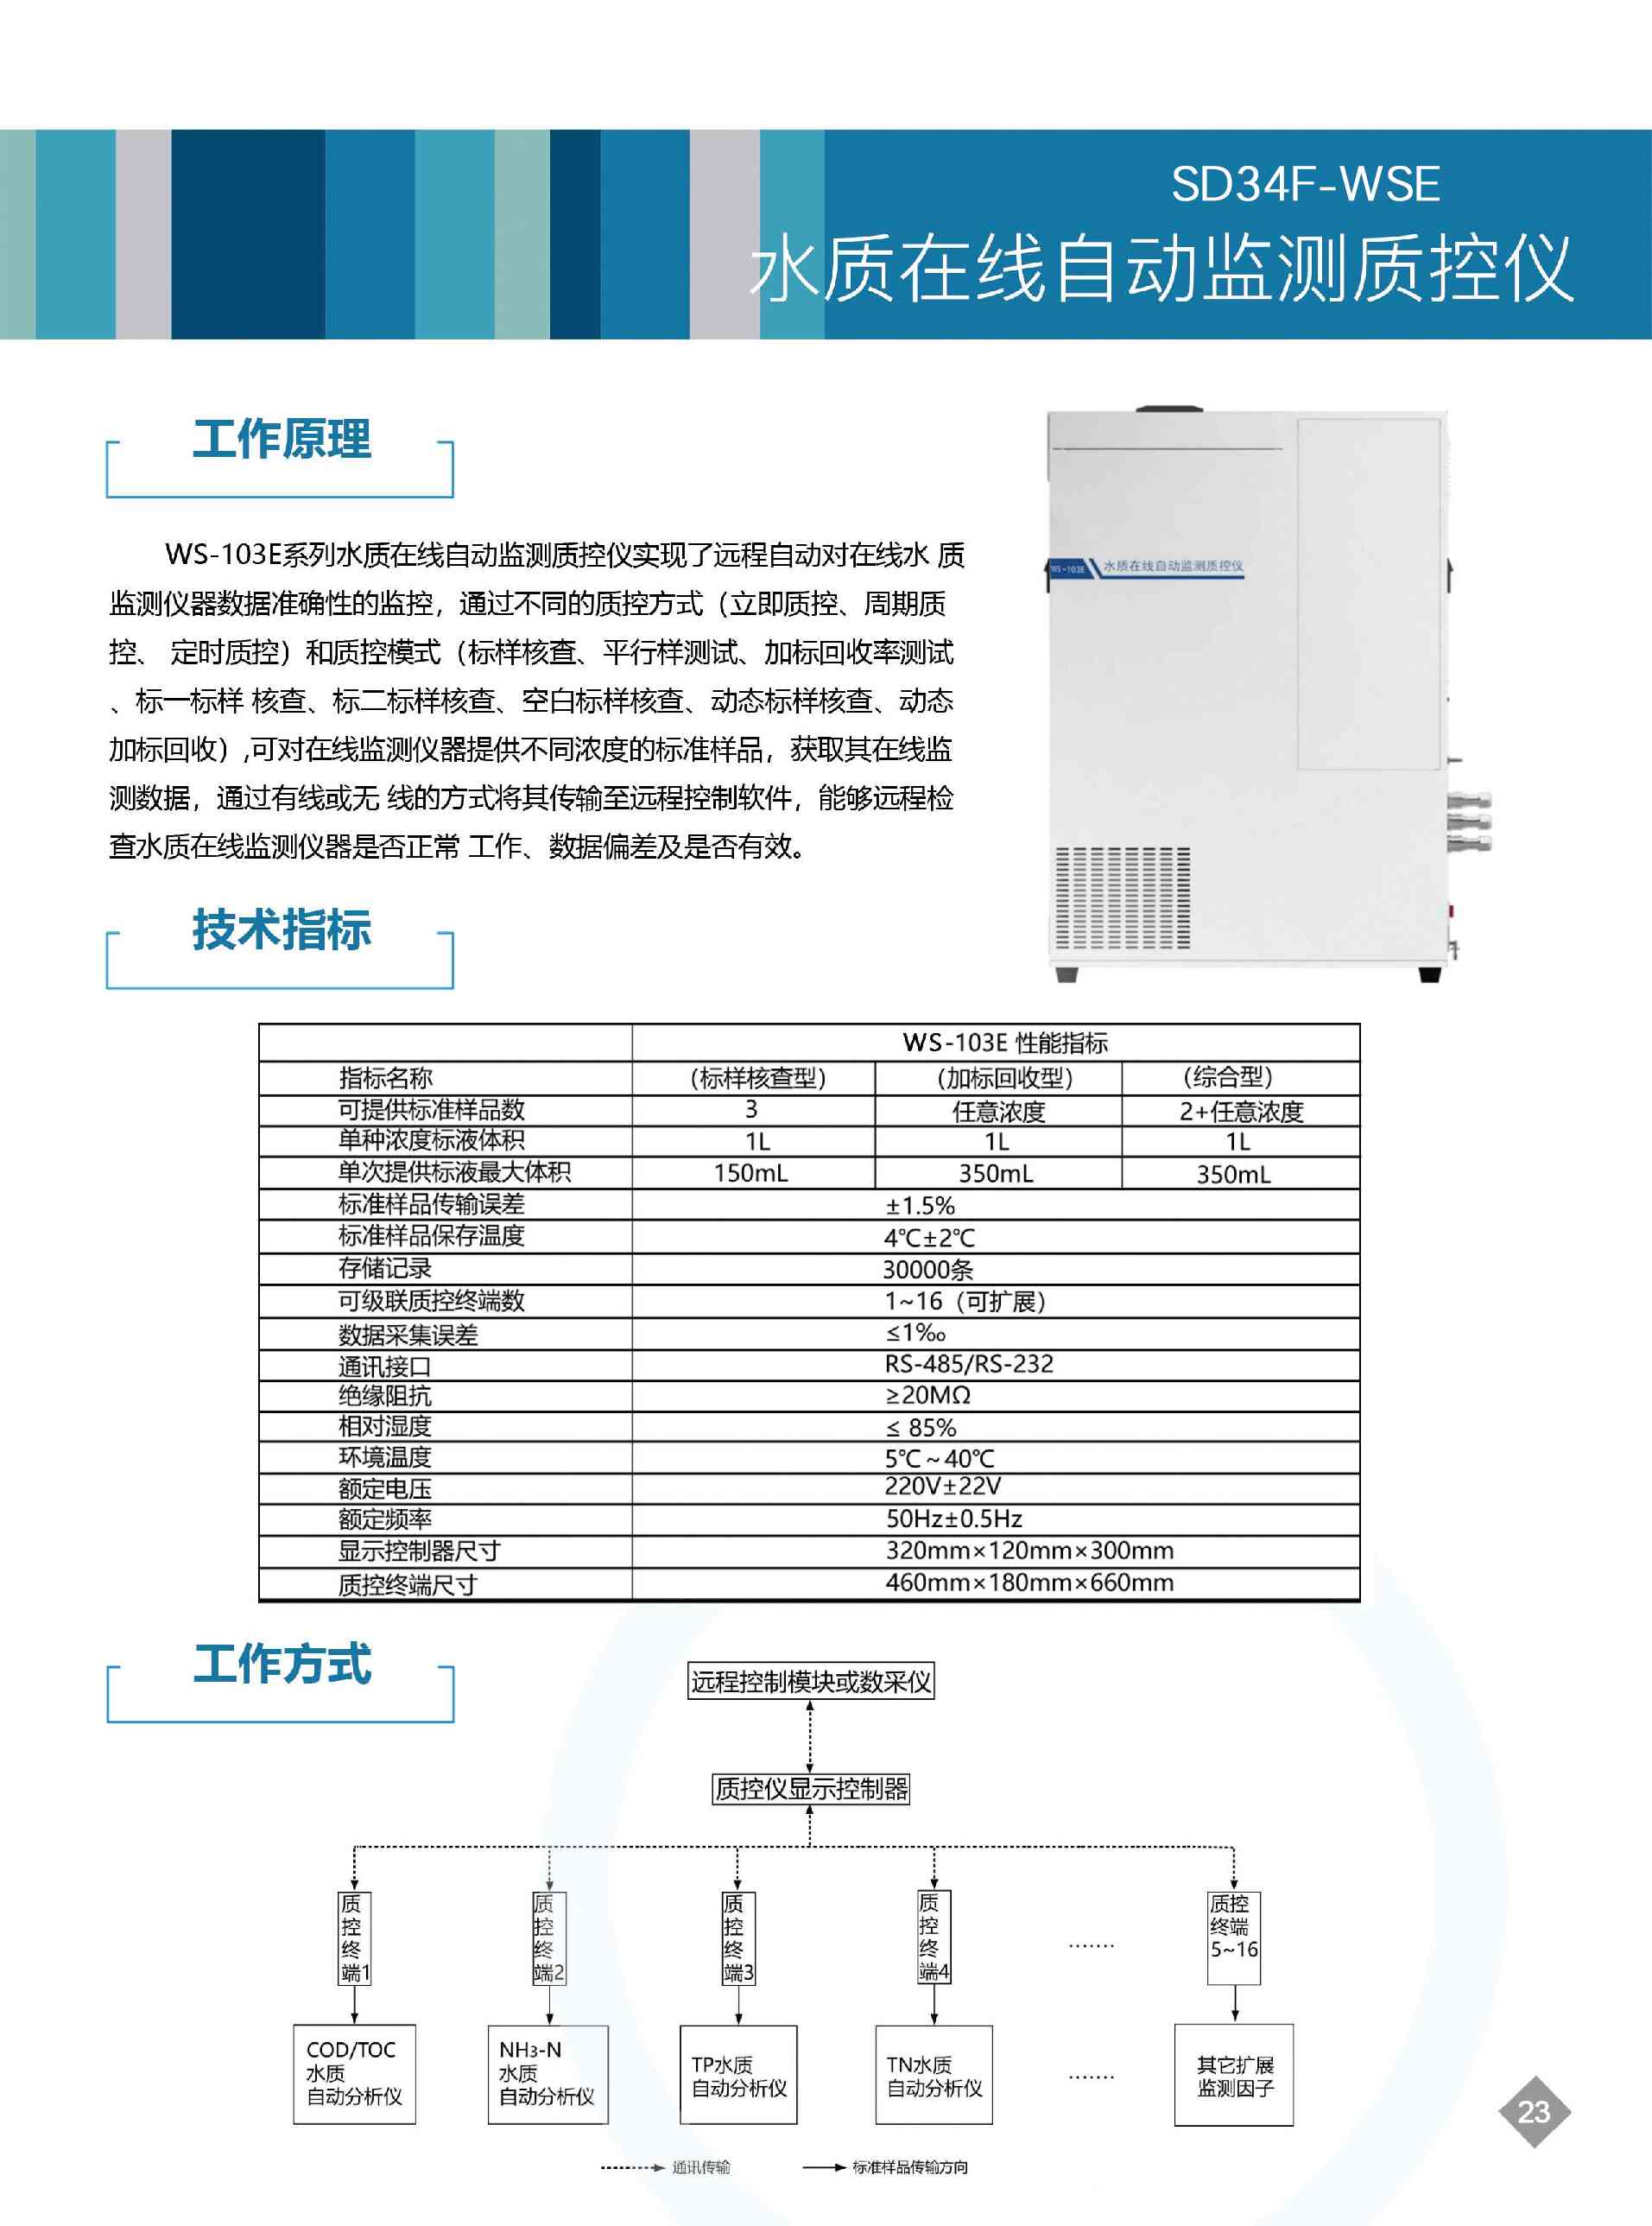 SD34F-WSE
水质在线自动监测质控仪
工作原理
WS-103E系列水质在线自动监测质控仪实现了远程自动对在线水 质
监测仪器数据准确性的监控，通过不同的质控方式（立即质控、周期质
控、 定时质控）和质控模式（标样核查、平行样测试、加标回收率测试
、标一标样 核查、标二标样核查、空白标样核查、动态标样核查、动态
加标回收）,可对在线监测仪器提供不同浓度的标准样品，获取其在线监
测数据，通过有线或无 线的方式将其传输至远程控制软件，能够远程检
查水质在线监测仪器是否正常 工作、数据偏差及是否有效。
WS-103E 水质在线自动监测质控仪
技术指标
WS-103E 性能指标
指标名称 （标样核查型） （加标回收型） （综合型）
可提供标准样品数 3 任意浓度 2+任意浓度
单种浓度标液体积 1L 1L 1L
单次提供标液最大体积 150mL 350mL 350mL
标准样品传输误差 ±1.5%
标准样品保存温度 4℃±2℃
存储记录 30000条
可级联质控终端数 1~16（可扩展）
数据采集误差 ≤1‰
通讯接口 RS-485/RS-232
绝缘阻抗 ≥20MΩ
相对湿度 ≤ 85%
环境温度 5℃~40℃
额定电压 220V±22V
额定频率 50Hz±0.5Hz
显示控制器尺寸 320mm×120mm×300mm
质控终端尺寸 460mm×180mm×660mm
工作方式
远程控制模块或数采仪
质控仪显示控制器
质
控
终
端1
质
控
终
端2
质
控
终
端3
质
控
终
端4
.......
质控
终端
5~16
COD/TOC
水质
自动分析仪
NH3-N
水质
自动分析仪
TP水质
自动分析仪
TN水质
自动分析仪
.......
其它扩展
监测因子
通讯传输
标准样品传输方向
23